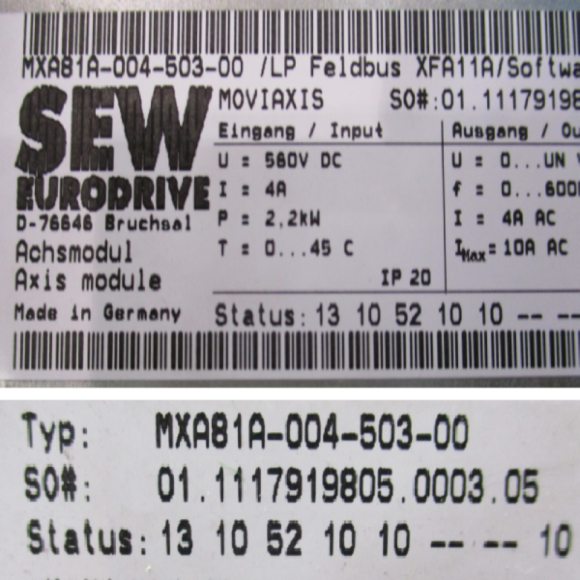 MXA81A-004-503-00 /LP Feldbus XFA11A/Softwa
SEW
EURODRIVE
D-76646 Bruchsal
Achsmodul
Axis module
Made in Germany
MOVIAXIS SO#:01.11179198
Eingang / Input
U = 560V DC
I = 4A
P = 2,2kW
T = 0...45 C
IP 20
Ausgang / Ou
U = 0...UN V
f = 0...600
I = 4A AC
IMax = 10A AC
Status: 13 10 52 10 10 -- --
Typ: MXA81A-004-503-00
SO#: 01.1117919805.0003.05
Status: 13 10 52 10 10 -- -- 10